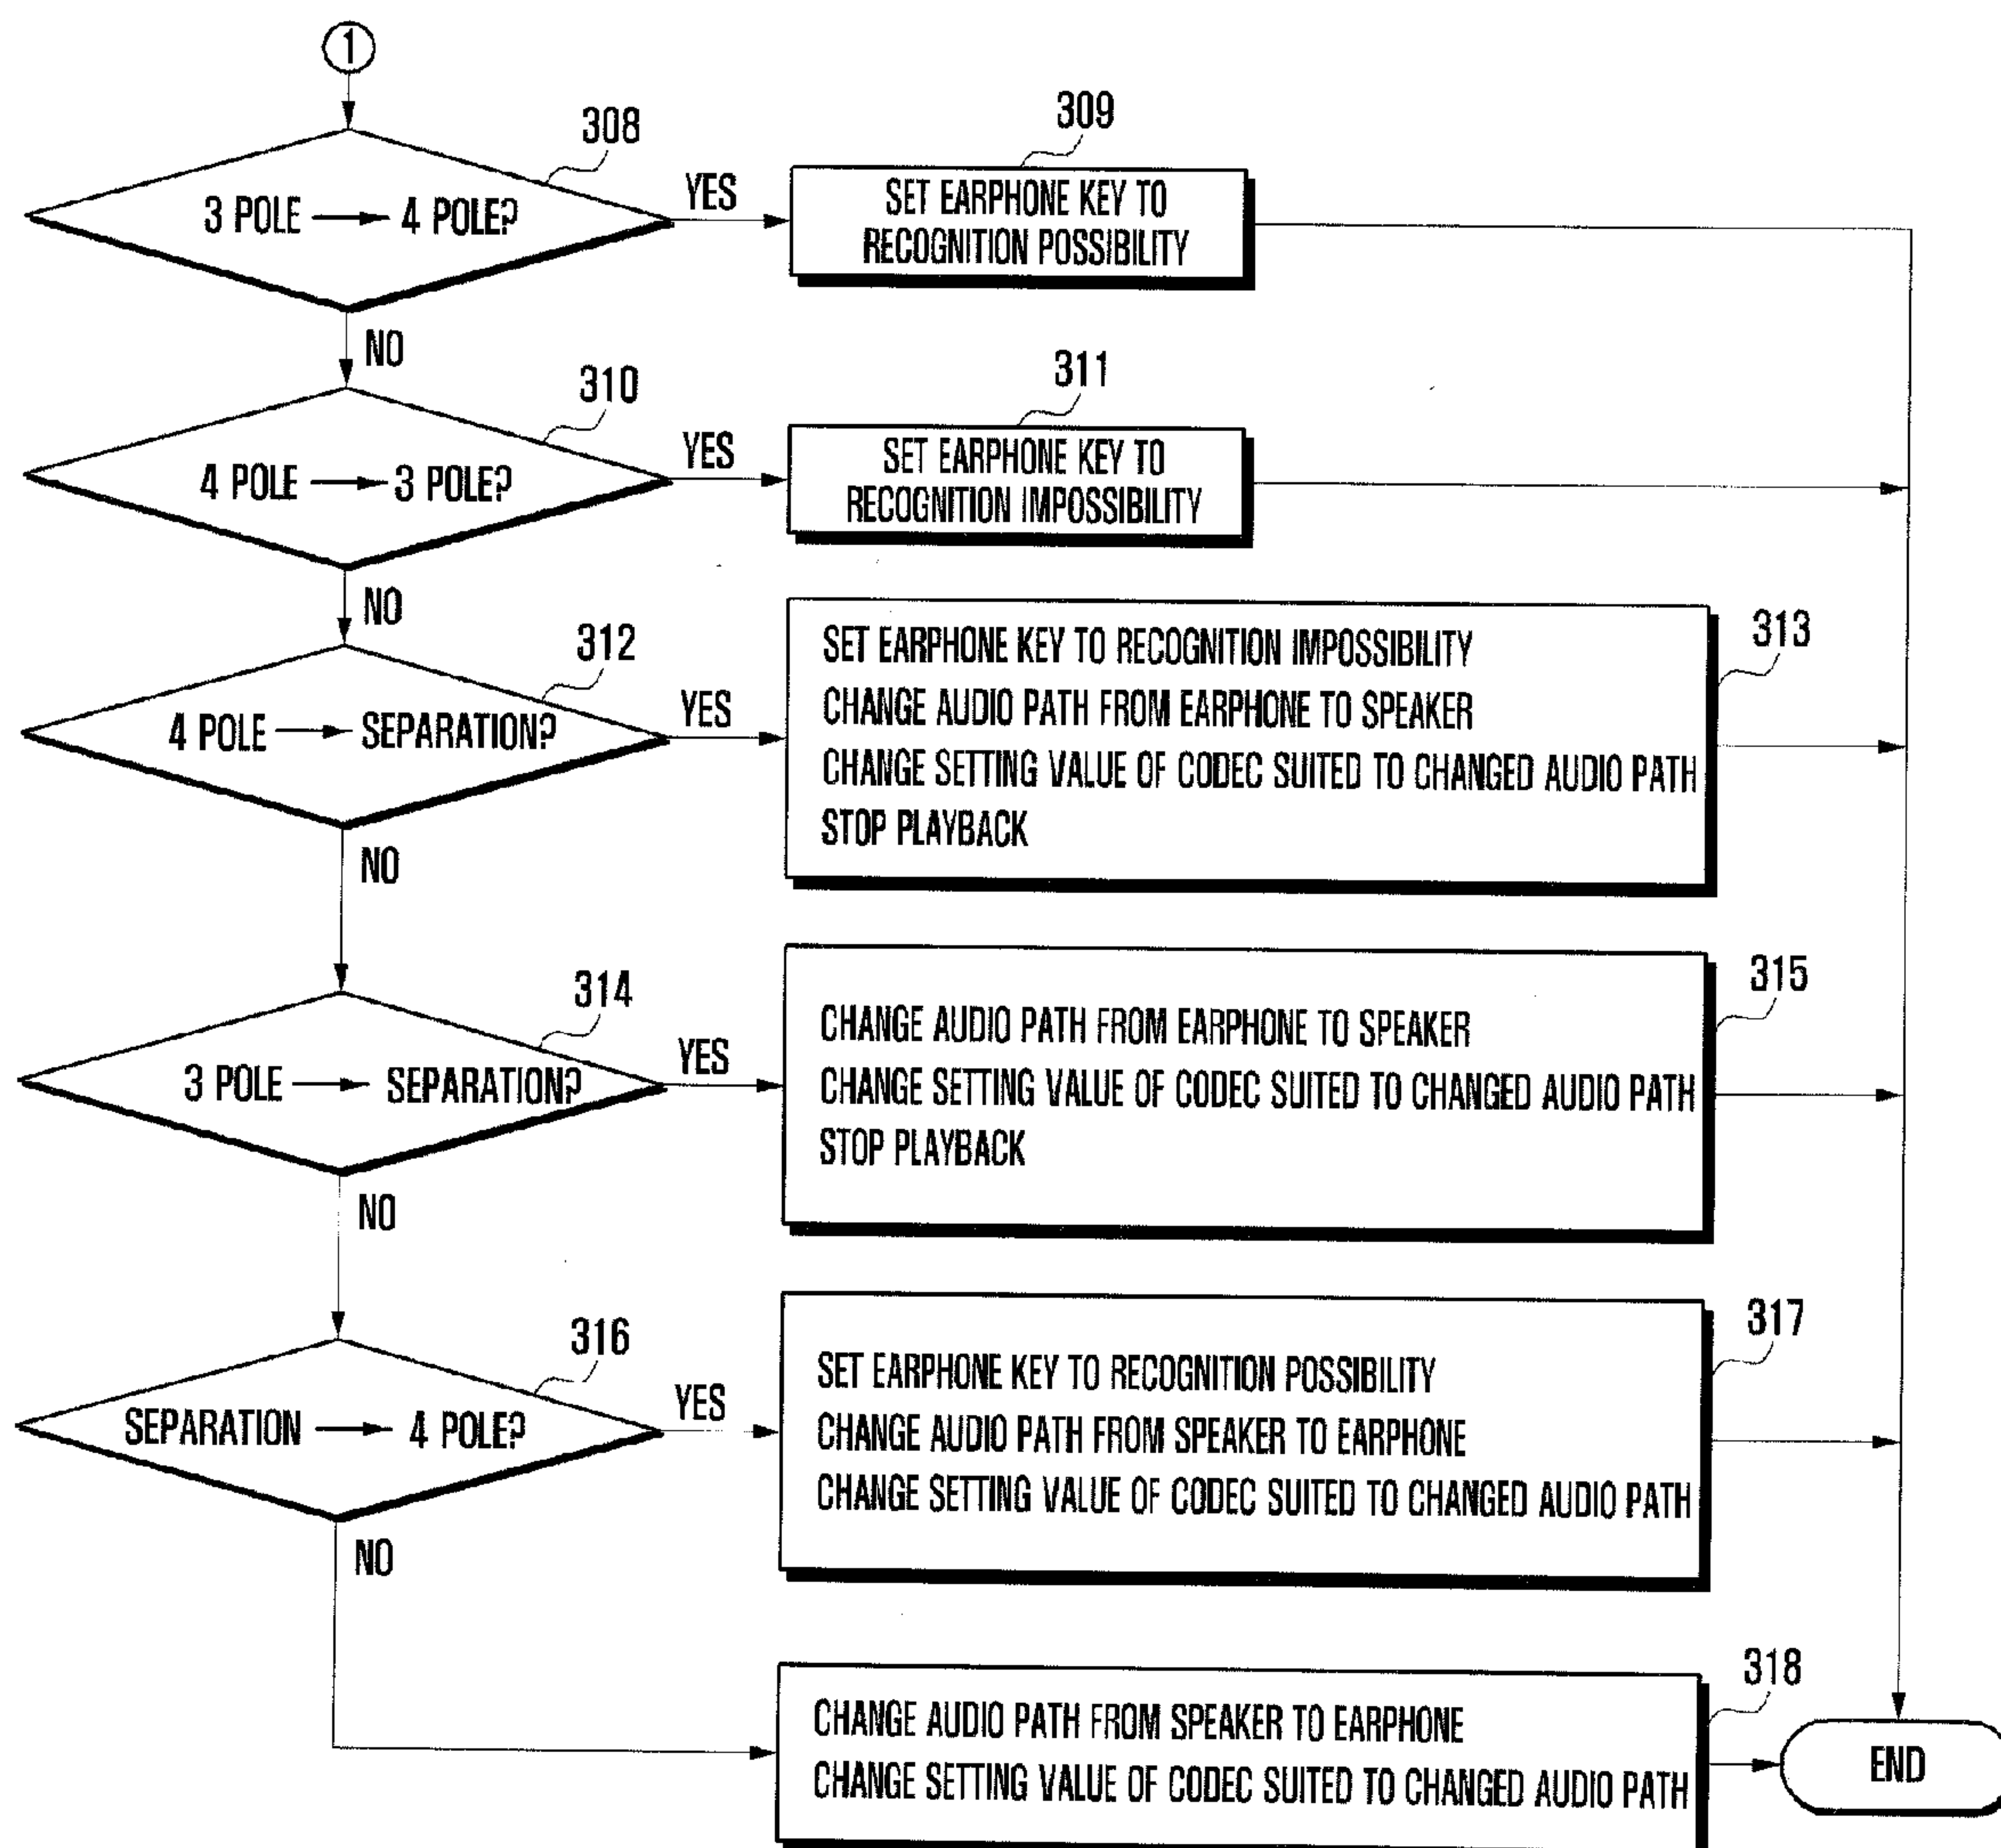 1
308
3 POLE → 4 POLE?
YES
309
SET EARPHONE KEY TO
RECOGNITION POSSIBILITY
NO
310
4 POLE → 3 POLE?
YES
311
SET EARPHONE KEY TO
RECOGNITION IMPOSSIBILITY
NO
312
4 POLE → SEPARATION?
YES
313
SET EARPHONE KEY TO RECOGNITION IMPOSSIBILITY
CHANGE AUDIO PATH FROM EARPHONE TO SPEAKER
CHANGE SETTING VALUE OF CODEC SUITED TO CHANGED AUDIO PATH
STOP PLAYBACK
NO
314
3 POLE → SEPARATION?
YES
315
CHANGE AUDIO PATH FROM EARPHONE TO SPEAKER
CHANGE SETTING VALUE OF CODEC SUITED TO CHANGED AUDIO PATH
STOP PLAYBACK
NO
316
SEPARATION → 4 POLE?
YES
317
SET EARPHONE KEY TO RECOGNITION POSSIBILITY
CHANGE AUDIO PATH FROM SPEAKER TO EARPHONE
CHANGE SETTING VALUE OF CODEC SUITED TO CHANGED AUDIO PATH
NO
318
CHANGE AUDIO PATH FROM SPEAKER TO EARPHONE
CHANGE SETTING VALUE OF CODEC SUITED TO CHANGED AUDIO PATH
END